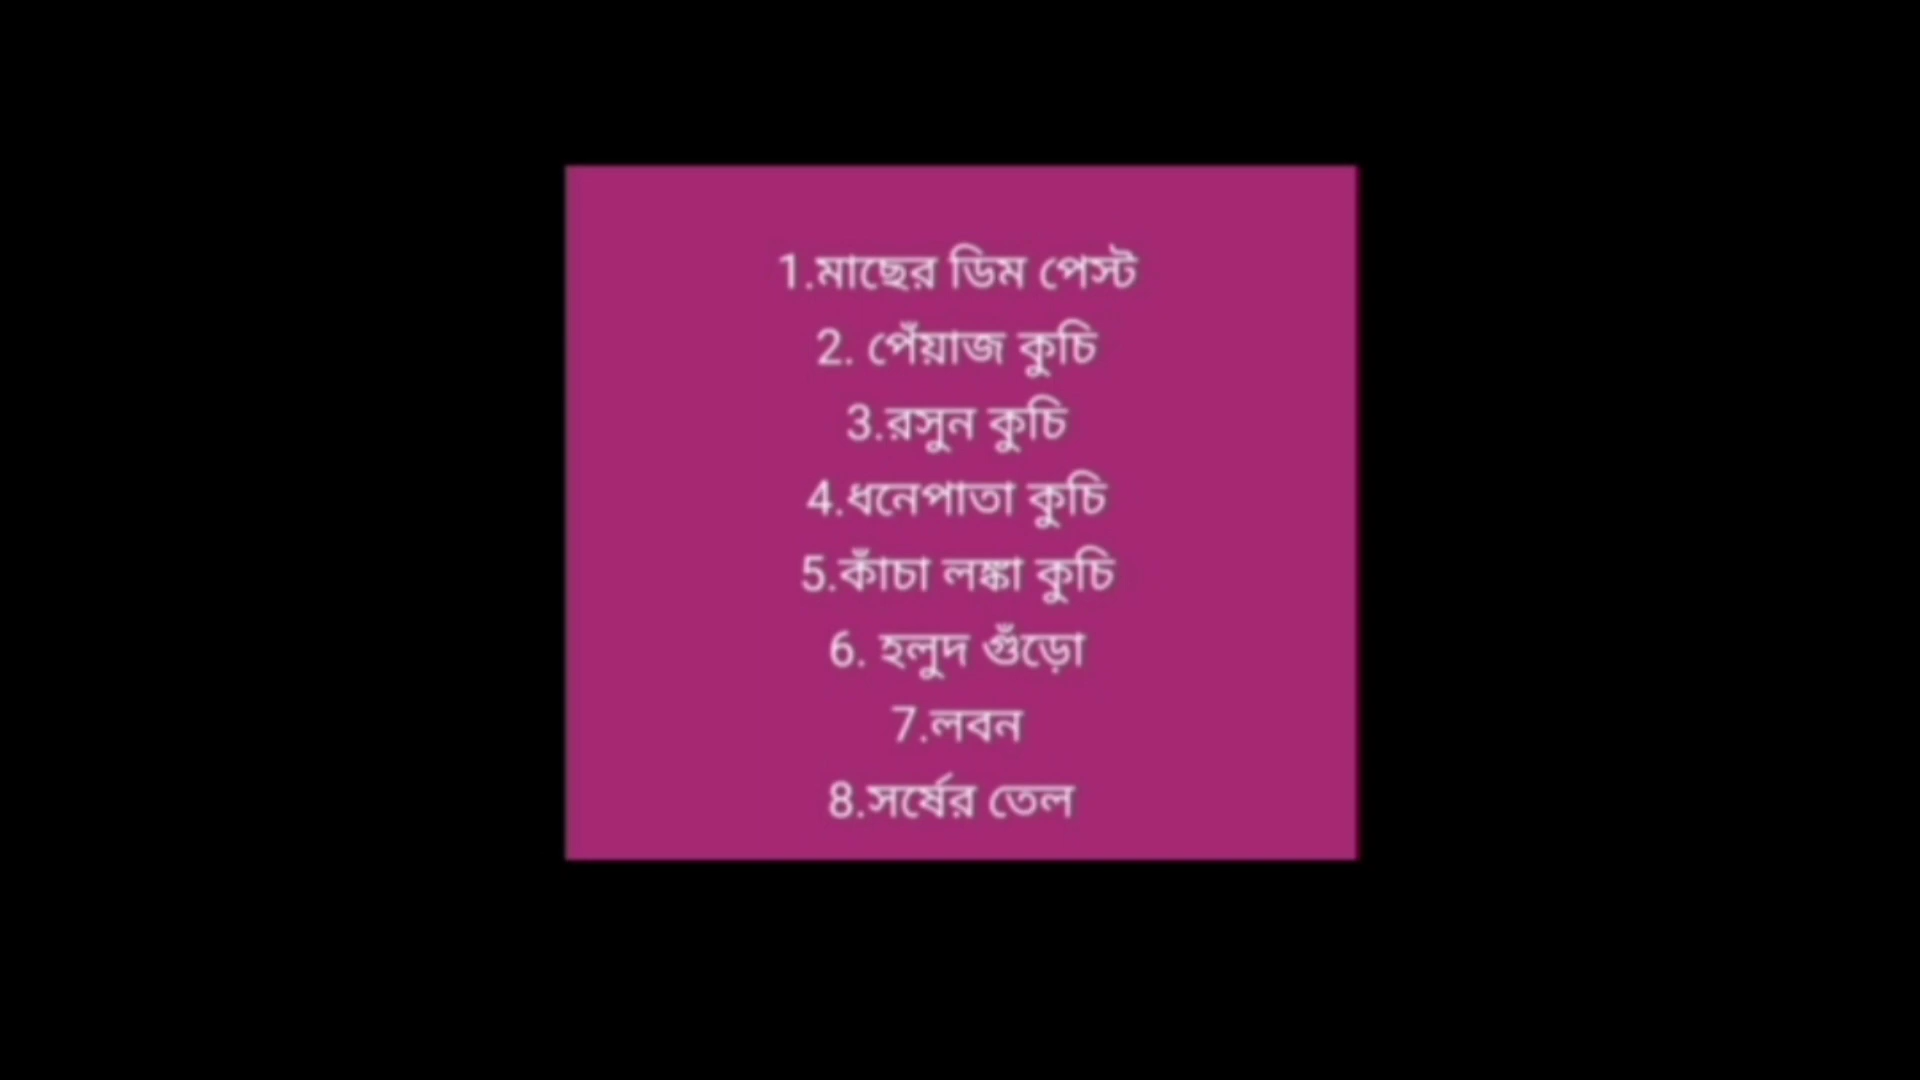 1.মাছের ডিম পেস্ট
2. পেঁয়াজ কুচি
3.রসুন কুচি
4.ধনেপাতা কুচি
5.কাঁচা লঙ্কা কুচি
6. হলুদ গুঁড়ো
7.লবন
8.সর্ষের তেল